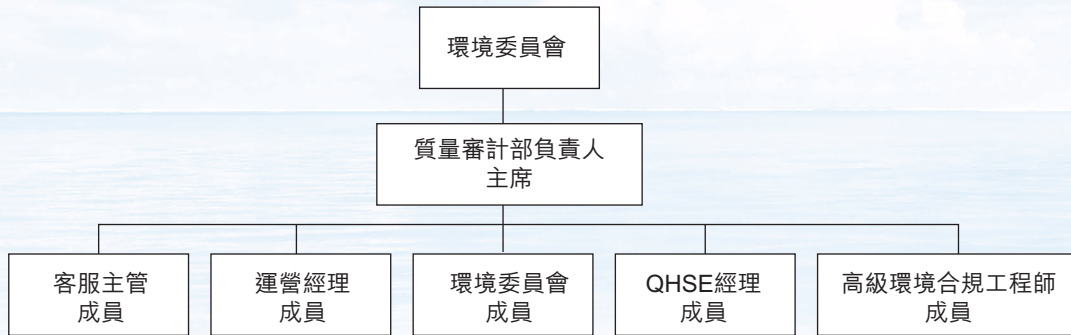 環境委員會
質量審計部負責人
主席
客服主管
成員
運營經理
成員
環境委員會
成員
QHSE經理
成員
高級環境合規工程師
成員